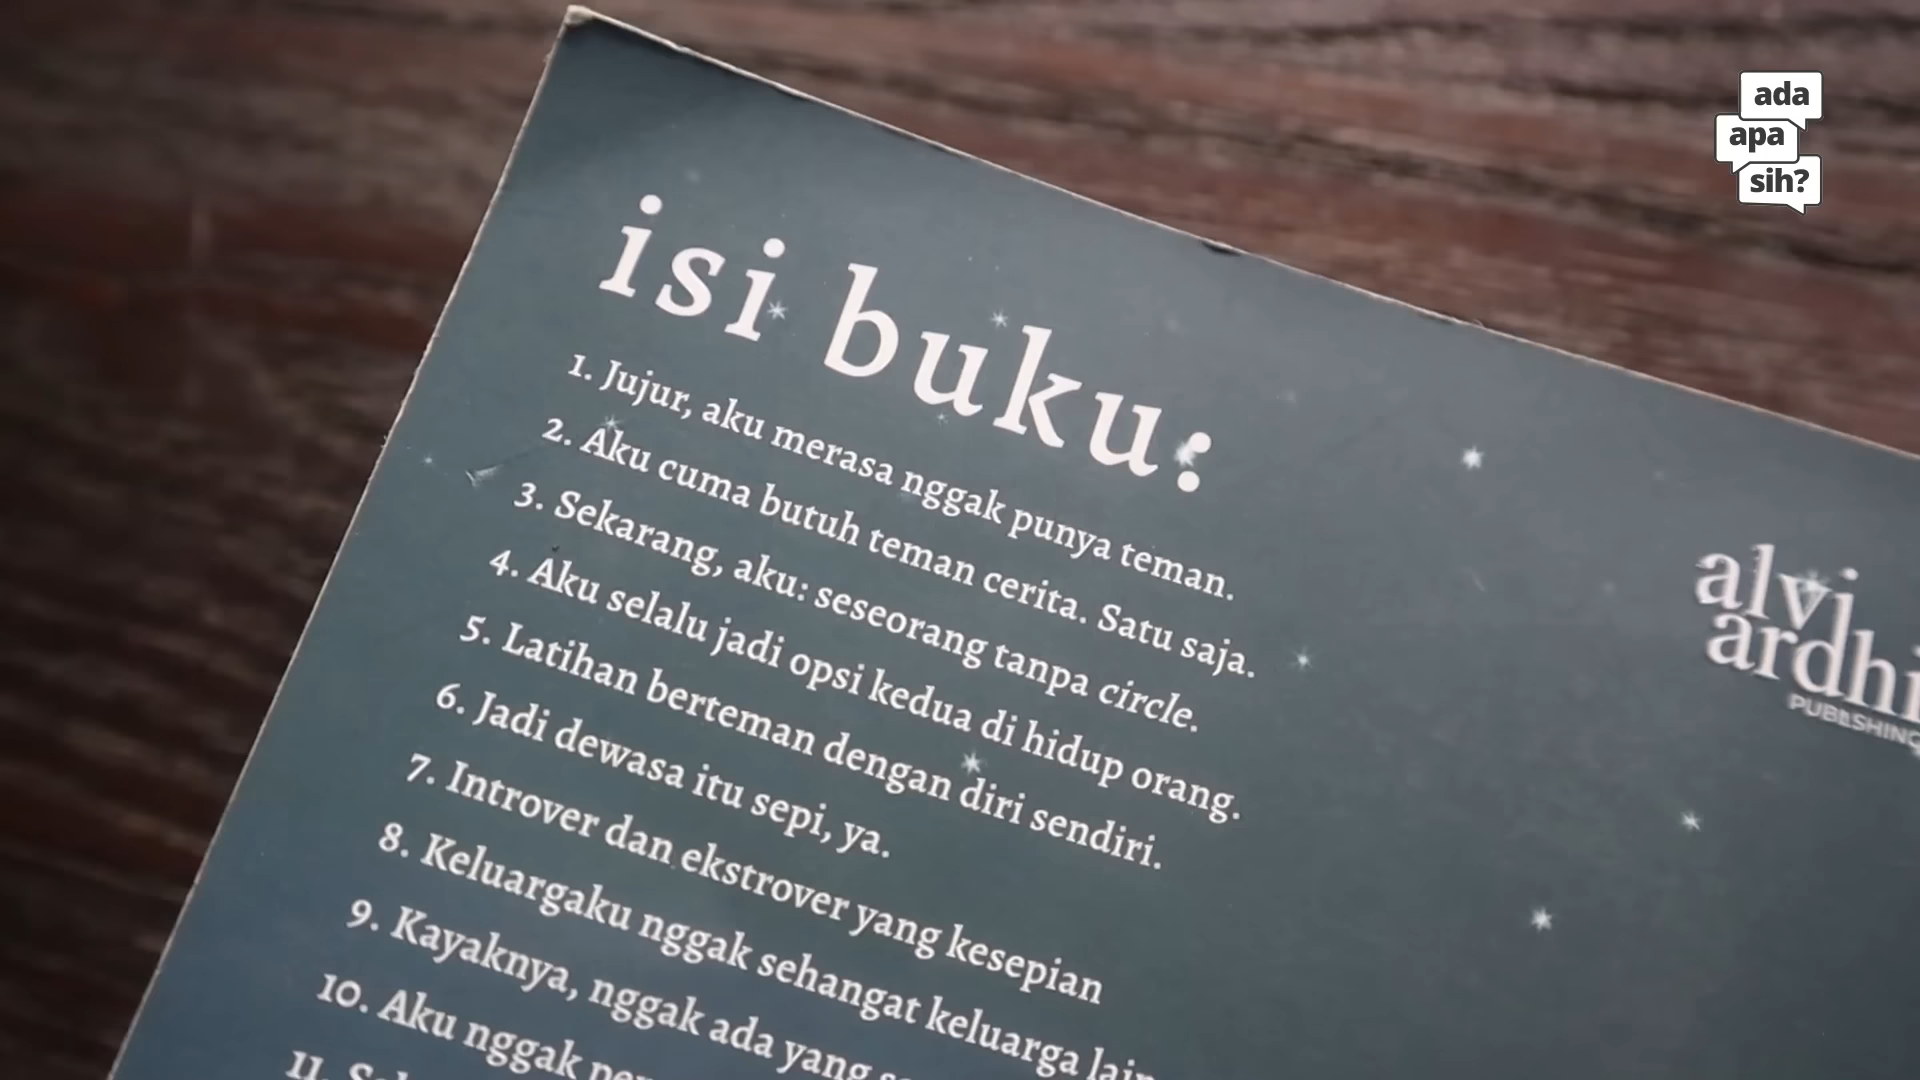 ada
apa
sih?
isi buku:
1. Jujur, aku merasa nggak punya teman.
2. Aku cuma butuh teman cerita. Satu saja.
3. Sekarang, aku: seseorang tanpa circle.
4. Aku selalu jadi opsi kedua di hidup orang.
5. Latihan berteman dengan diri sendiri.
6. Jadi dewasa itu sepi, ya.
7. Introver dan ekstrover yang kesepian
8. Keluargaku nggak sehangat keluarga lain
9. Kayaknya, nggak ada yang
10. Aku nggak
11.
alvi
ardhi
PUBLSHING